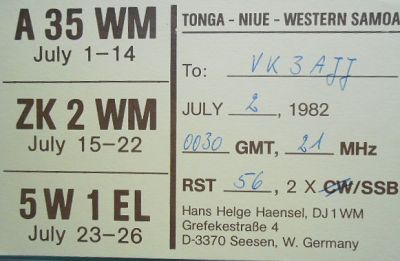 A 35 WM
July 1-14
ZK 2 WM
July 15-22
5 W 1 EL
July 23-26
TONGA - NIUE - WESTERN SAMOA
To: VK3AJJ
JULY 2, 1982
0030 GMT, 21 MHz
RST 56, 2 X CW/SSB
Hans Helge Haensel, DJ1WM
Grefekestraße 4
D-3370 Seesen, W. Germany